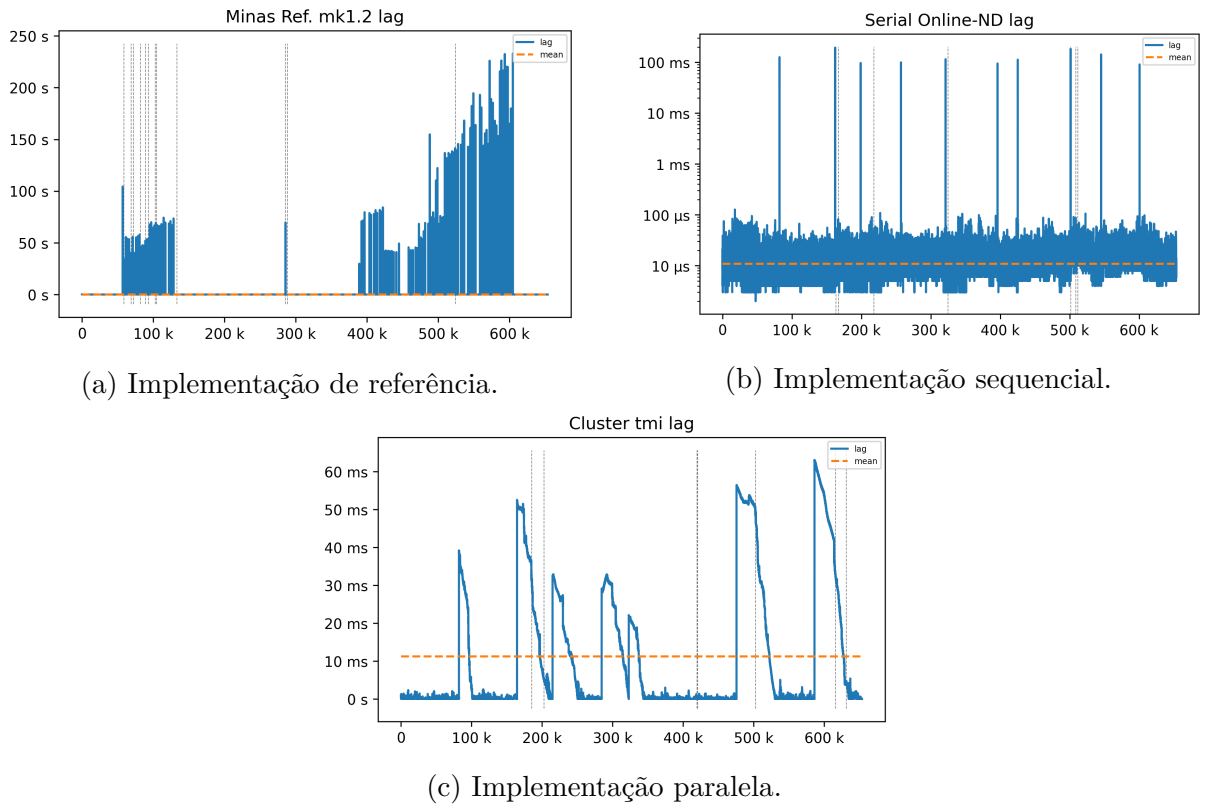 Minas Ref. mk1.2 lag
250 s
200 s
150 s
100 s
50 s
0 s
0
100 k
200 k
300 k
400 k
500 k
600 k
lag
mean
(a) Implementação de referência.
Serial Online-ND lag
100 ms
10 ms
1 ms
100 µs
10 µs
0
100 k
200 k
300 k
400 k
500 k
600 k
lag
mean
(b) Implementação sequencial.
Cluster tmi lag
60 ms
50 ms
40 ms
30 ms
20 ms
10 ms
0 s
0
100 k
200 k
300 k
400 k
500 k
600 k
lag
mean
(c) Implementação paralela.